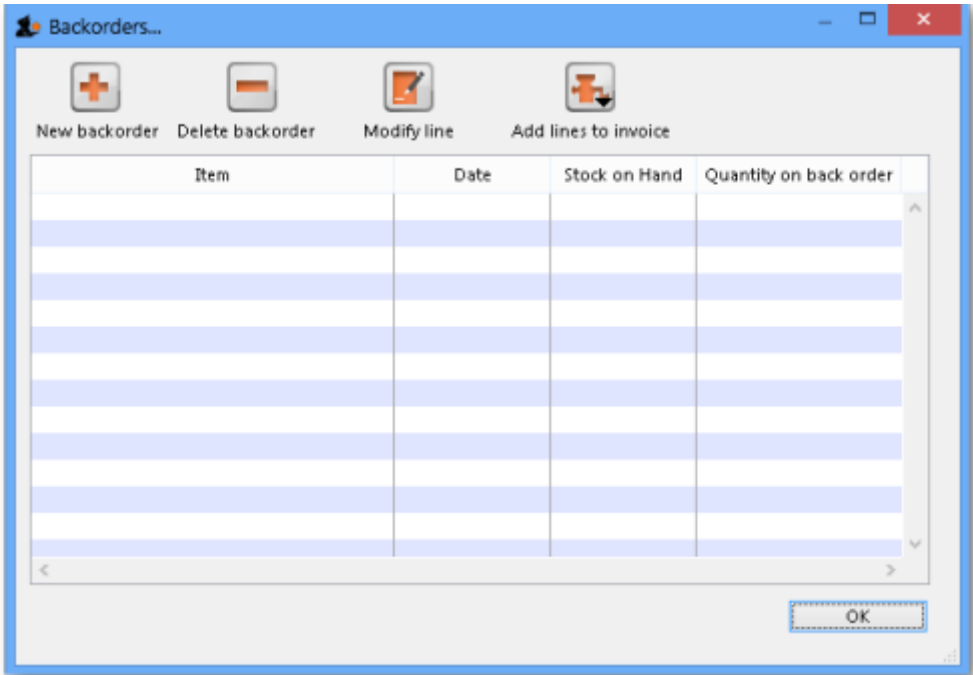 Backorders...
New backorder Delete backorder Modify line Add lines to invoice
Item Date Stock on Hand Quantity on back order
OK